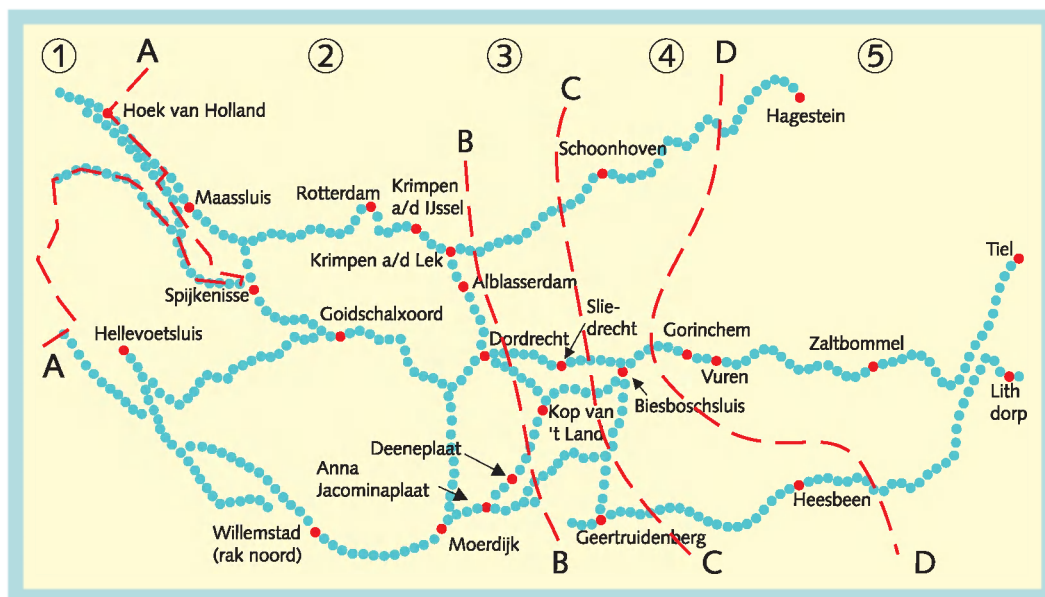 1
A
2
3
4
D
5
C
B
Hoek van Holland
Hagestein
Schoonhoven
Maassluis
Rotterdam
Krimpen
a/d IJssel
Krimpen a/d Lek
Tiel
Spijkenisse
Alblasserdam
Goidschalxoord
Hellevoetsluis
A
Dordrecht
Slie-
drecht
Gorinchem
Vuren
Zaltbommel
Lith
dorp
Biesboschsluis
Kop van
't Land
Deeneplaat
Anna
Jacominaplaat
Heesbeen
Willemstad
(rak noord)
Moerdijk
Geertruidenberg
B
C
D